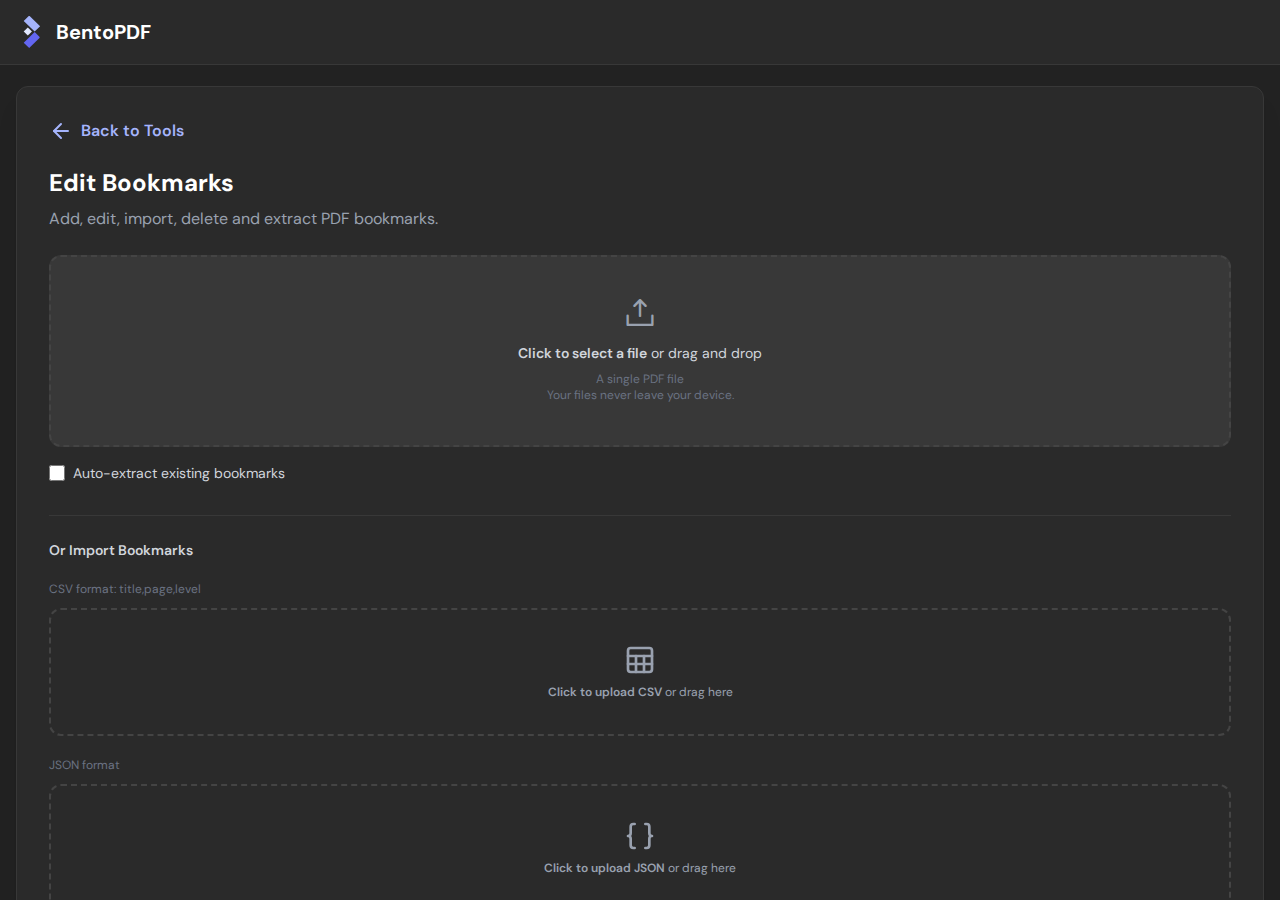 BentoPDF
Back to Tools
Edit Bookmarks
Add, edit, import, delete and extract PDF bookmarks.
Click to select a file or drag and drop
A single PDF file
Your files never leave your device.
Auto-extract existing bookmarks
Or Import Bookmarks
CSV format: title,page,level
Click to upload CSV or drag here
JSON format
Click to upload JSON or drag here